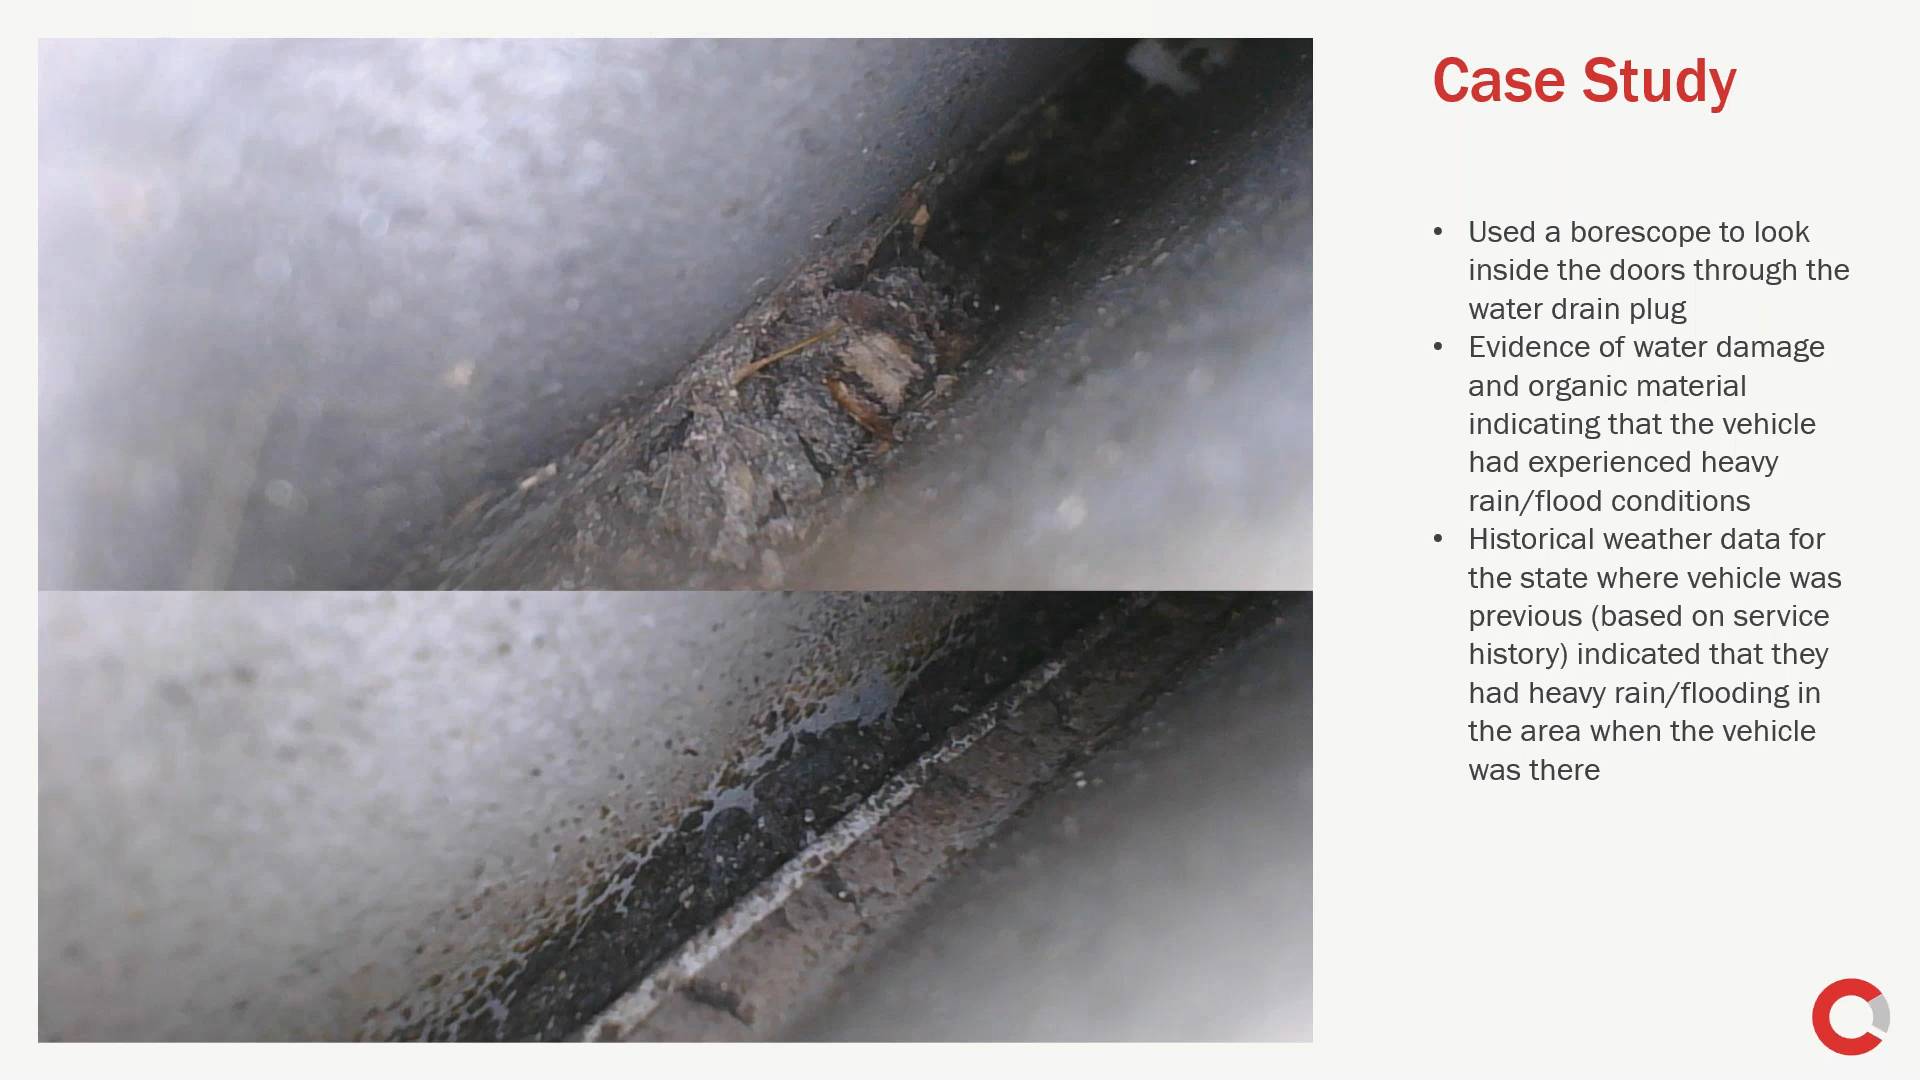 Case Study
• Used a borescope to look
inside the doors through the
water drain plug
• Evidence of water damage
and organic material
indicating that the vehicle
had experienced heavy
rain/flood conditions
• Historical weather data for
the state where vehicle was
previous (based on service
history) indicated that they
had heavy rain/flooding in
the area when the vehicle
was there